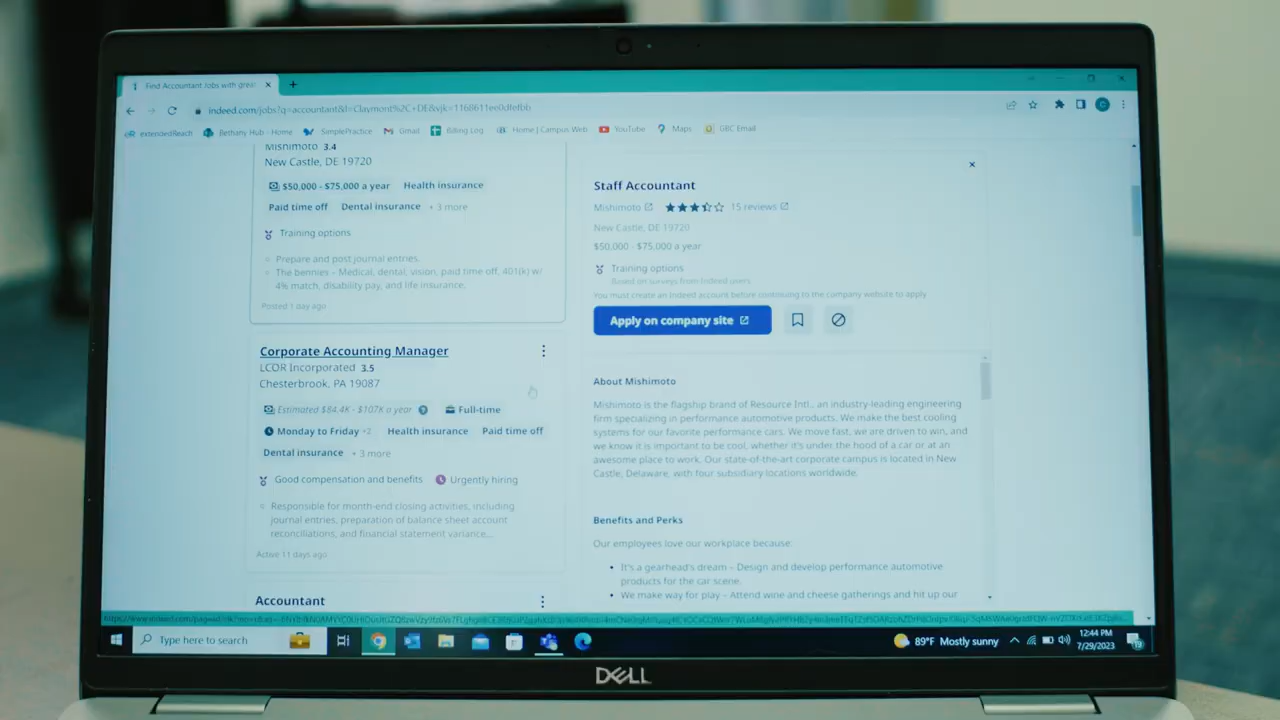 Find Accountant Jobs with great
indeed.com/jobs?q=accountant&l=Claymont%2C+DE&vjk=1168611ee0dfefbb
extendedReach Bethany Hub - Home SimplePractice Gmail Billing Log Home | Campus Web YouTube Maps GBC Email
Mishimoto 3.4
New Castle, DE 19720
$50,000 - $75,000 a year Health insurance
Paid time off Dental insurance + 3 more
Training options
Prepare and post journal entries.
The bennies – Medical, dental, vision, paid time off, 401(k) w/
4% match, disability pay, and life insurance.
Posted 1 day ago
Corporate Accounting Manager
LCOR Incorporated 3.5
Chesterbrook, PA 19087
Estimated $84.4K - $107K a year Full-time
Monday to Friday +2 Health insurance Paid time off
Dental insurance + 3 more
Good compensation and benefits Urgently hiring
Responsible for month-end closing activities, including
journal entries, preparation of balance sheet account
reconciliations, and financial statement variance...
Active 11 days ago
Accountant
Staff Accountant
Mishimoto 15 reviews
New Castle, DE 19720
$50,000 - $75,000 a year
Training options
Based on surveys from Indeed users
You must create an Indeed account before continuing to the company website to apply
Apply on company site
About Mishimoto
Mishimoto is the flagship brand of Resource Intl., an industry-leading engineering
firm specializing in performance automotive products. We make the best cooling
systems for our favorite performance cars. We move fast, we are driven to win, and
we know it is important to be cool, whether it's under the hood of a car or at an
awesome place to work. Our state-of-the-art corporate campus is located in New
Castle, Delaware, with four subsidiary locations worldwide.
Benefits and Perks
Our employees love our workplace because:
It's a gearhead's dream – Design and develop performance automotive
products for the car scene.
We make way for play – Attend wine and cheese gatherings and hit up our
Type here to search
89°F Mostly sunny
12:44 PM
7/29/2023
DELL